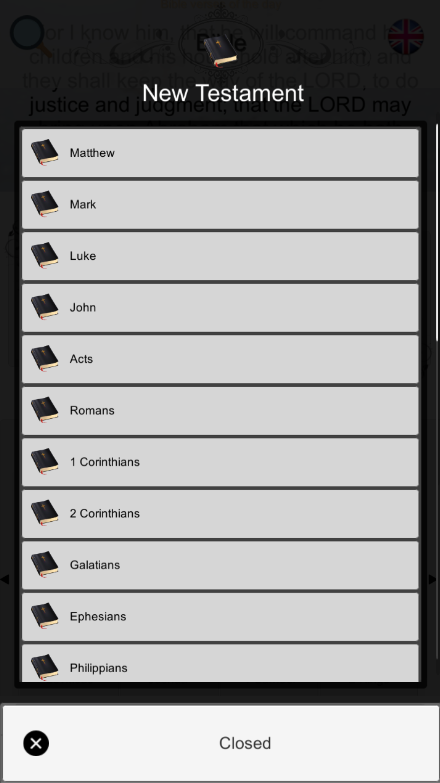 or I know him, that he will command h
Bible
children and his household after him, and
they shall keep the way of the LORD, to do
New Testament
justice and judgment; that the LORD may
Matthew
Mark
Luke
John
Acts
Romans
1 Corinthians
2 Corinthians
Galatians
Ephesians
Philippians
Closed